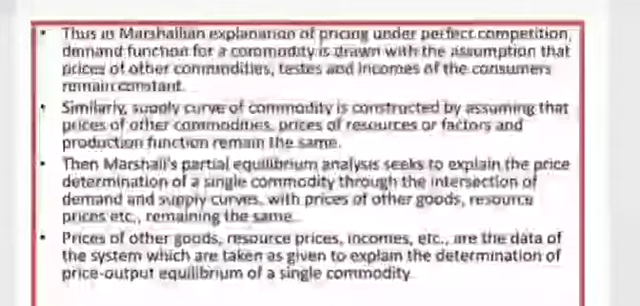 • Thus in Marshallian explanation of pricing under perfect competition,
demand function for a commodity is drawn with the assumption that
prices of other commodities, tastes and incomes of the consumers
remain constant.
• Similarly, supply curve of commodity is constructed by assuming that
prices of other commodities, prices of resources or factors and
production function remain the same.
• Then Marshall's partial equilibrium analysis seeks to explain the price
determination of a single commodity through the intersection of
demand and supply curves, with prices of other goods, resource
prices etc., remaining the same.
• Prices of other goods, resource prices, incomes, etc., are the data of
the system which are taken as given to explain the determination of
price-output equilibrium of a single commodity.